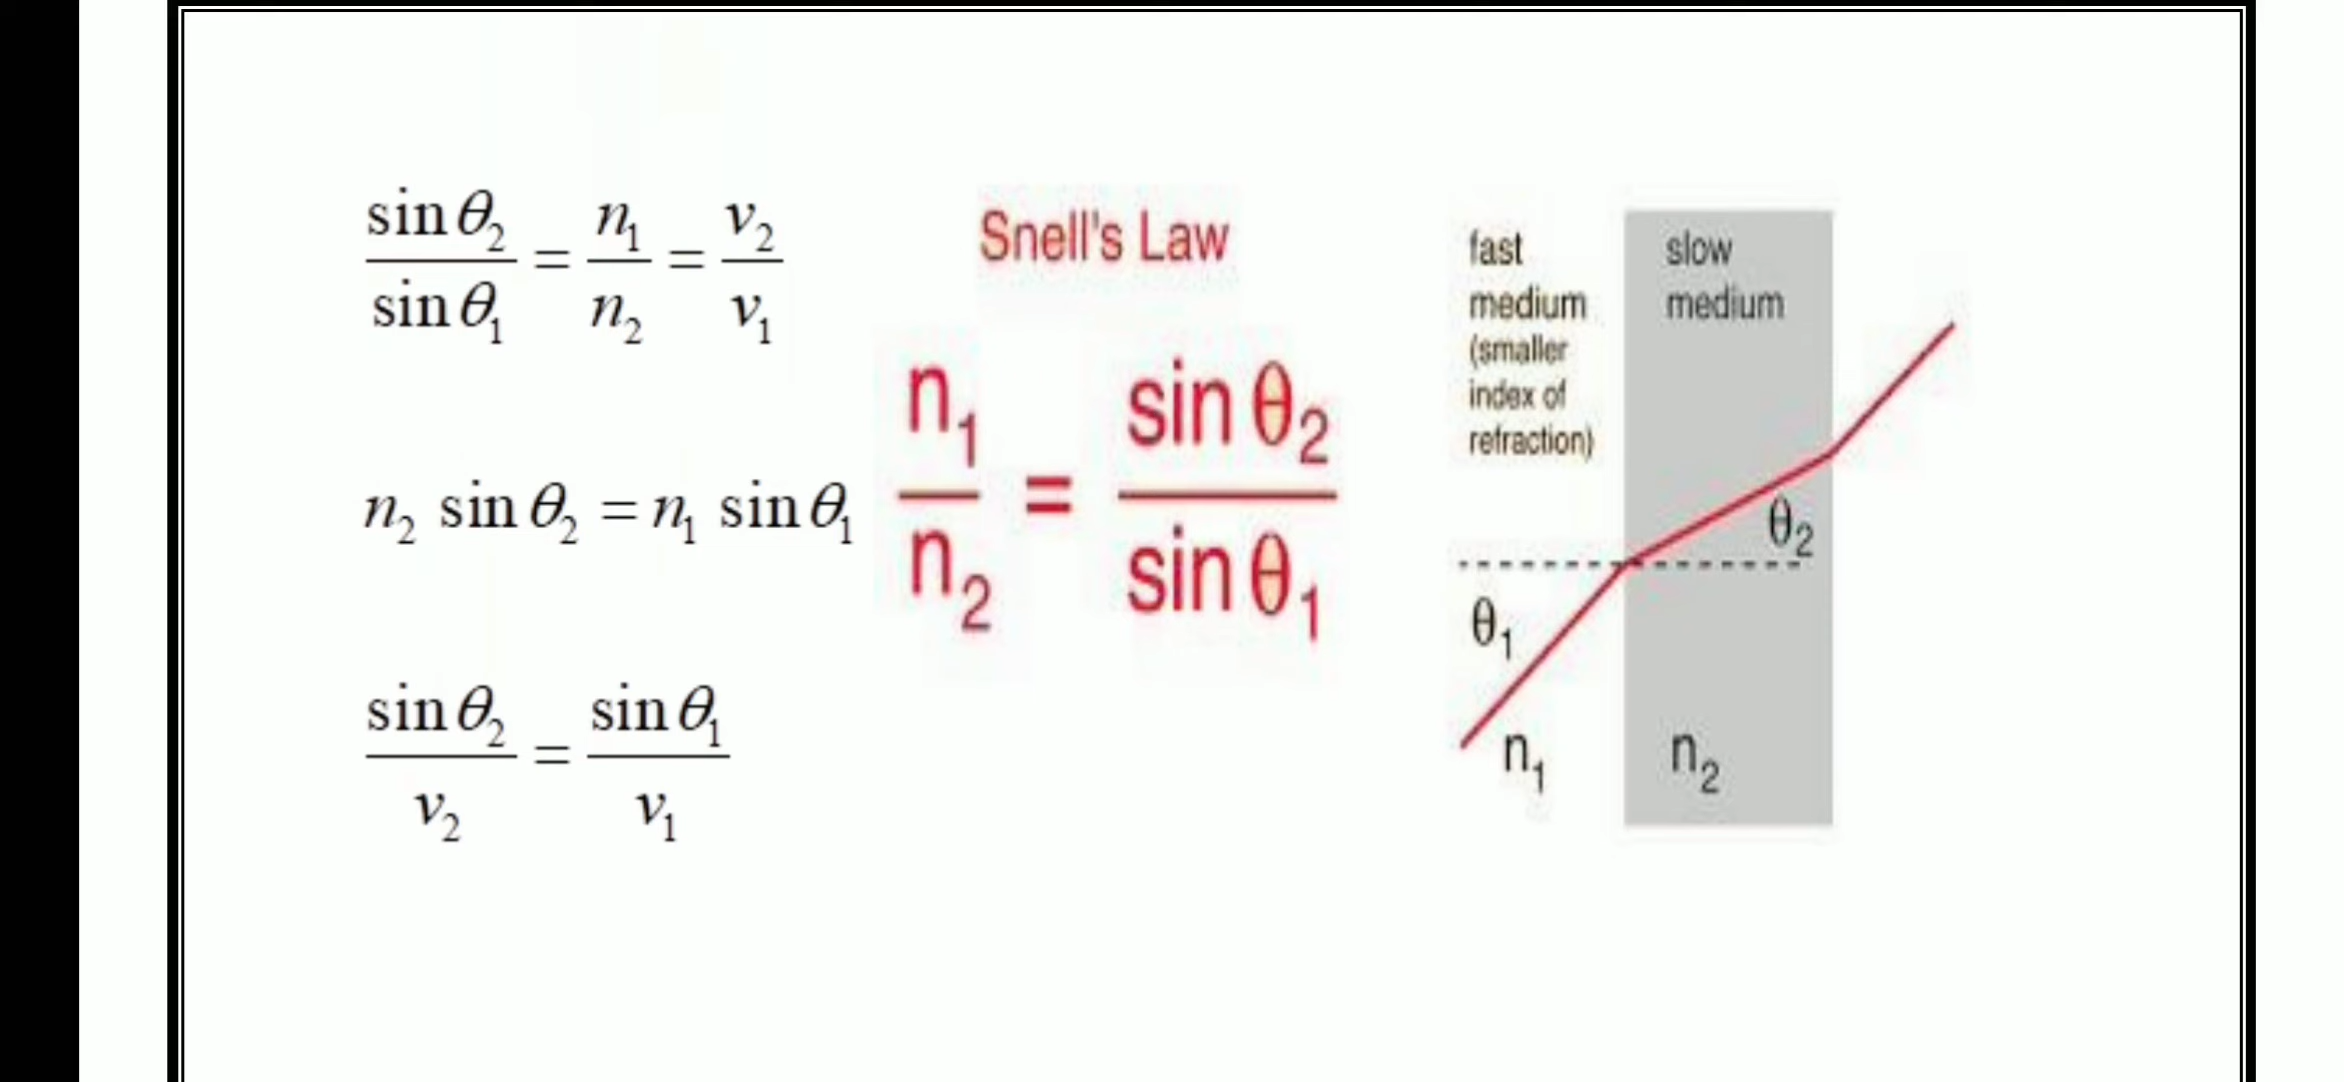 sin θ₂ / sin θ₁ = n₁ / n₂ = v₂ / v₁
n₂ sin θ₂ = n₁ sin θ₁
sin θ₂ / v₂ = sin θ₁ / v₁
Snell's Law
n₁ / n₂ = sin θ₂ / sin θ₁
fast
medium
(smaller
index of
refraction)
slow
medium
θ₂
θ₁
n₁
n₂